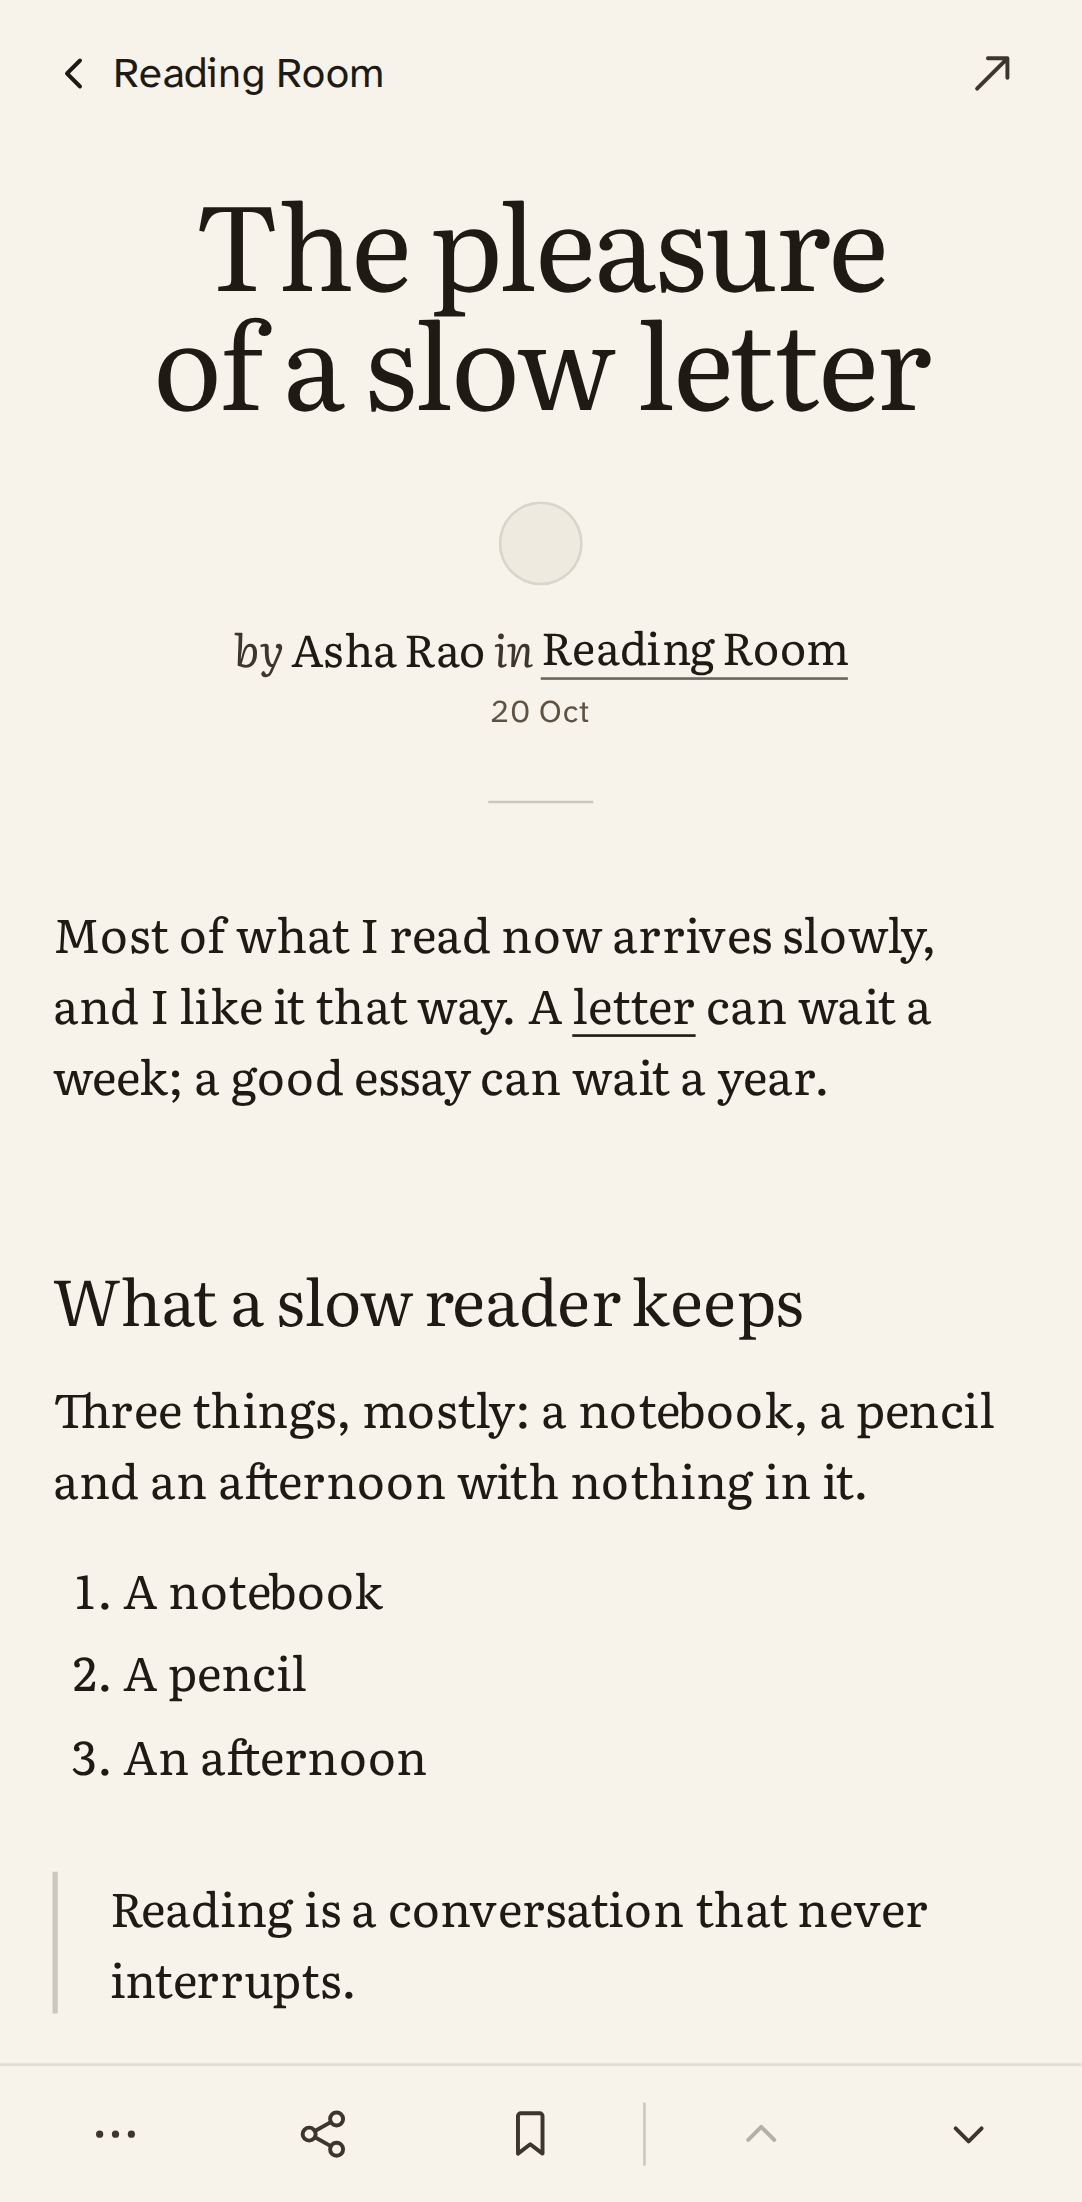 Reading Room
The pleasure
of a slow letter
by Asha Rao in Reading Room
20 Oct
Most of what I read now arrives slowly,
and I like it that way. A letter can wait a
week; a good essay can wait a year.
What a slow reader keeps
Three things, mostly: a notebook, a pencil
and an afternoon with nothing in it.
1. A notebook
2. A pencil
3. An afternoon
Reading is a conversation that never
interrupts.